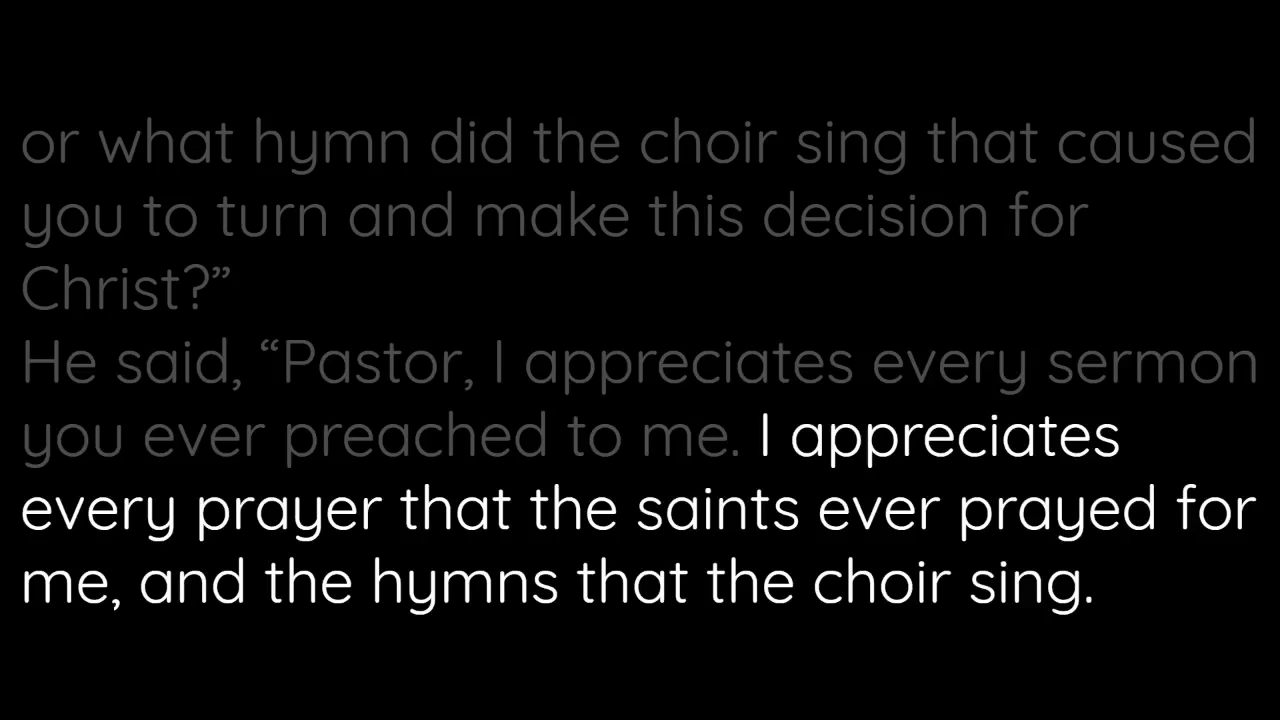 or what hymn did the choir sing that caused
you to turn and make this decision for
Christ?”
He said, “Pastor, I appreciates every sermon
you ever preached to me. I appreciates
every prayer that the saints ever prayed for
me, and the hymns that the choir sing.